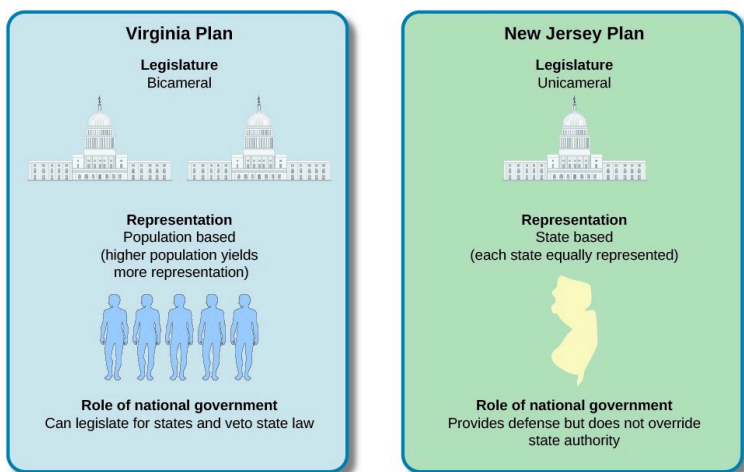 Virginia Plan
Legislature
Bicameral
Representation
Population based
(higher population yields
more representation)
Role of national government
Can legislate for states and veto state law
New Jersey Plan
Legislature
Unicameral
Representation
State based
(each state equally represented)
Role of national government
Provides defense but does not override
state authority